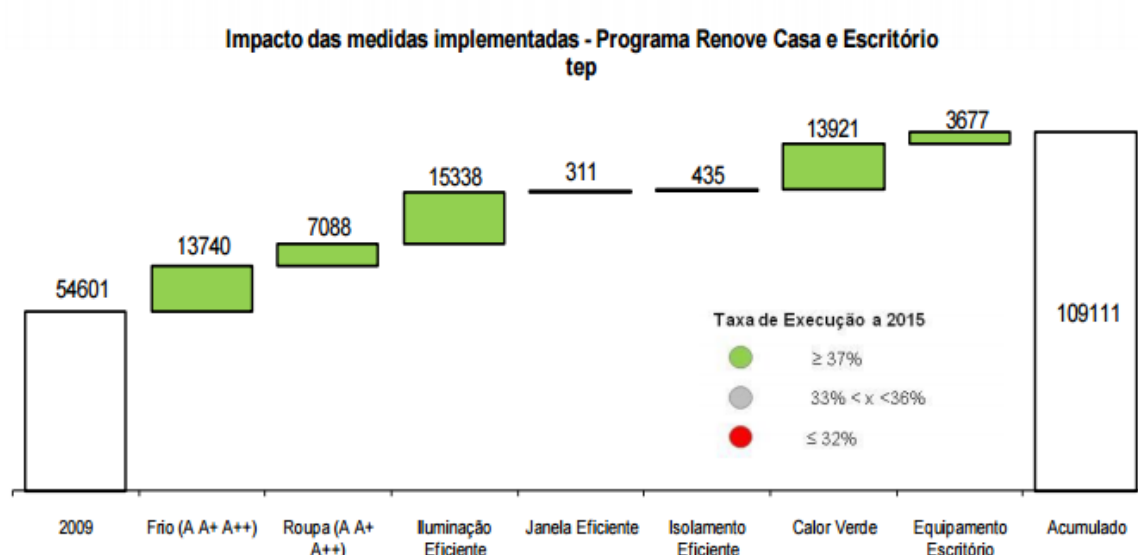 Impacto das medidas implementadas - Programa Renove Casa e Escritório
tep
54601
13740
7088
15338
311
435
13921
3677
109111
Taxa de Execução a 2015
≥ 37%
33% < x <36%
≤ 32%
2009
Frio (A A+ A++)
Roupa (A A+
A++)
Iluminação
Eficiente
Janela Eficiente
Isolamento
Eficiente
Calor Verde
Equipamento
Escritório
Acumulado